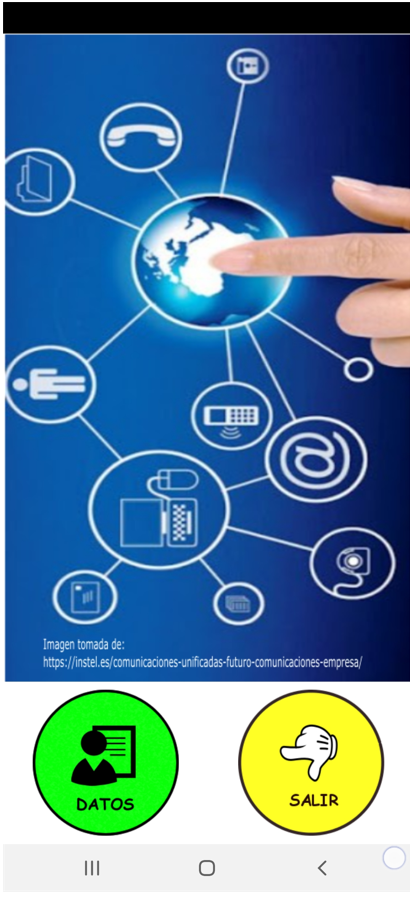 @
Imagen tomada de:
https://instel.es/comunicaciones-unificadas-futuro-comunicaciones-empresa/
DATOS
SALIR